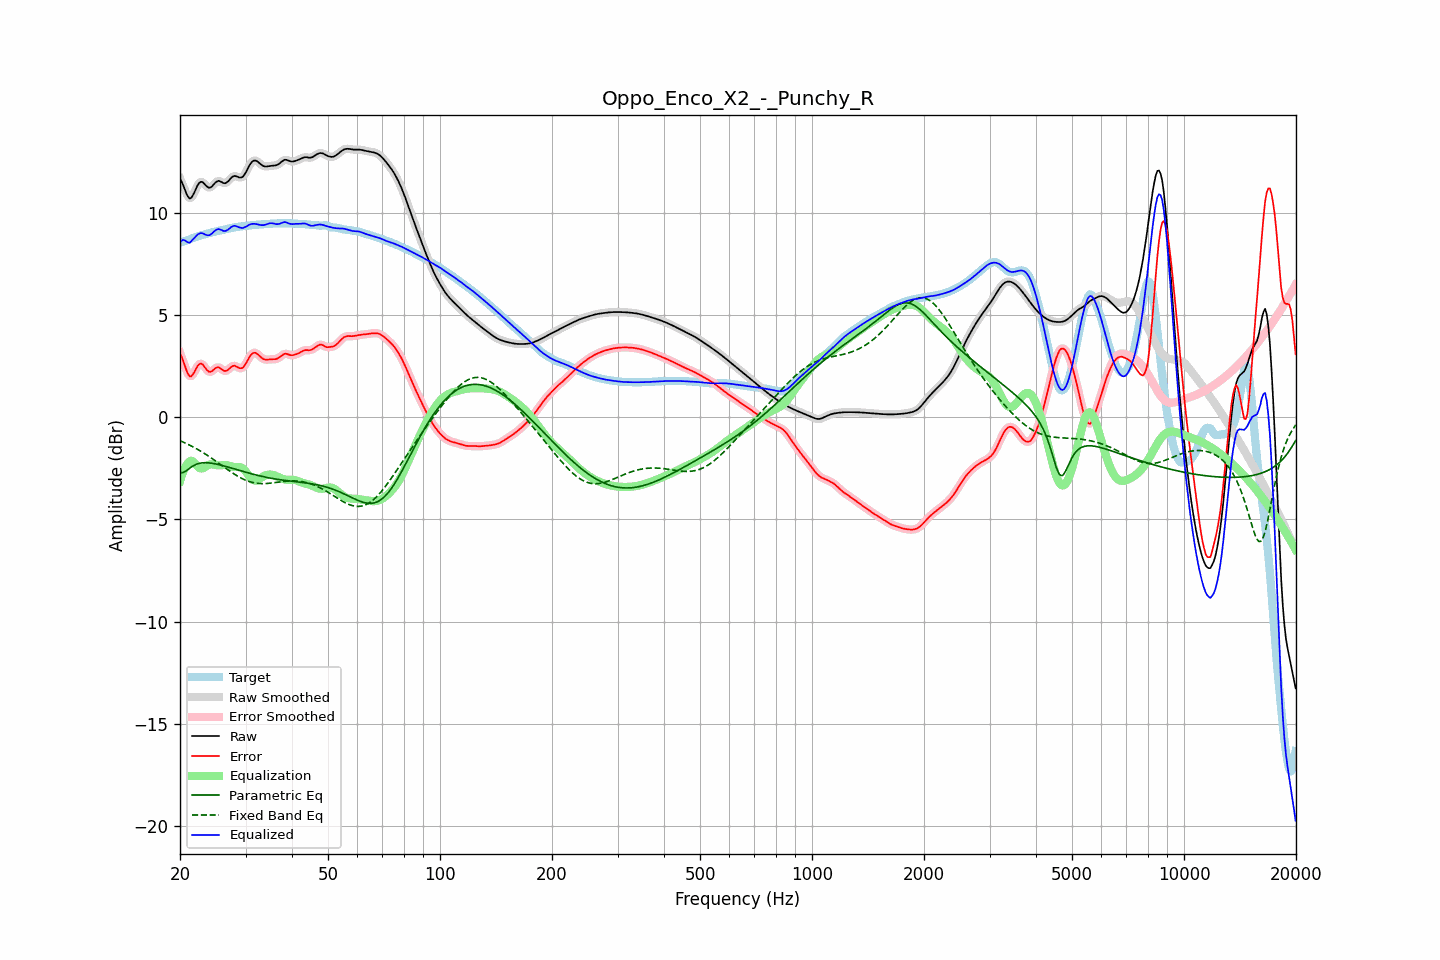 Oppo_Enco_X2_-_Punchy_R
Amplitude (dBr)
10
5
0
−5
−10
−15
−20
Target
Raw Smoothed
Error Smoothed
Raw
Error
Equalization
Parametric Eq
Fixed Band Eq
Equalized
20
50
100
200
500
1000
2000
5000
10000
20000
Frequency (Hz)